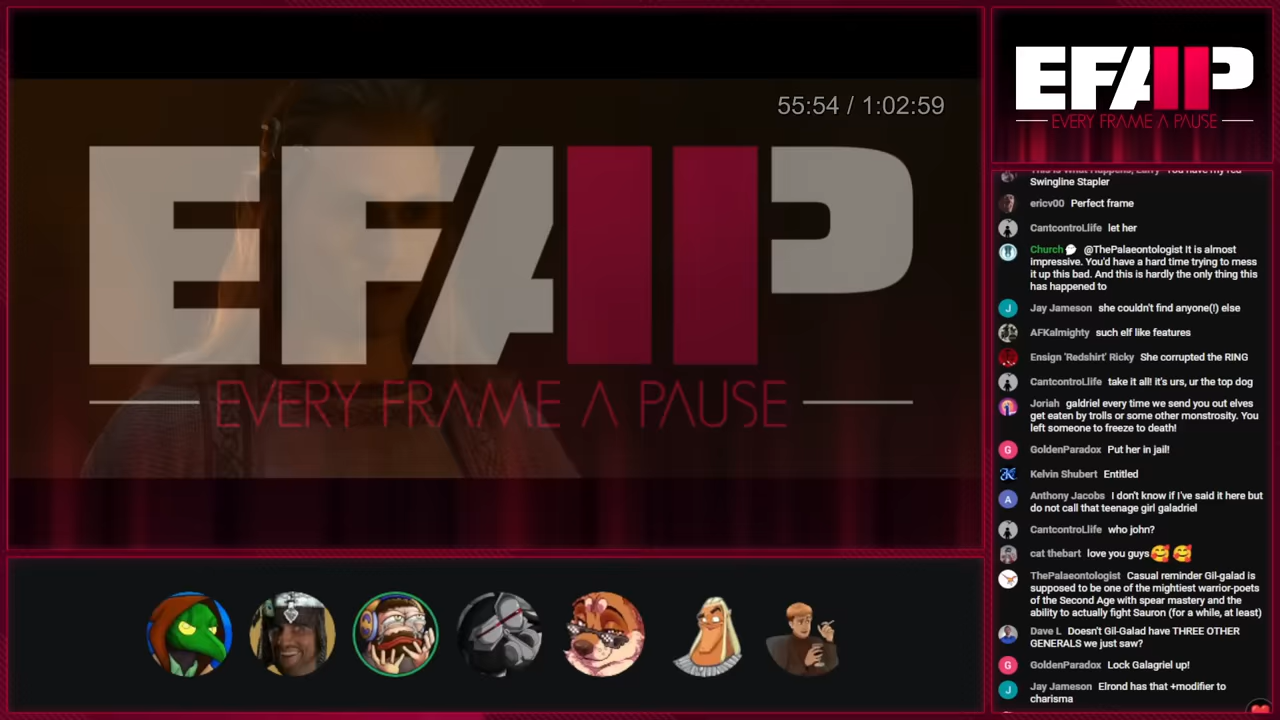 55:54 / 1:02:59
EFAP
EVERY FRAME A PAUSE
EFAP
EVERY FRAME A PAUSE
This Is What Happens, Larry You have my red
Swingline Stapler
ericv00 Perfect frame
CantcontroLlife let her
Church @ThePalaeontologist It is almost
impressive. You'd have a hard time trying to mess
it up this bad. And this is hardly the only thing this
has happened to
J Jay Jameson she couldn't find anyone(!) else
AFKalmighty such elf like features
Ensign 'Redshirt' Ricky She corrupted the RING
CantcontroLlife take it all! it's urs, ur the top dog
Joriah galdriel every time we send you out elves
get eaten by trolls or some other monstrosity. You
left someone to freeze to death!
G GoldenParadox Put her in jail!
Kelvin Shubert Entitled
A Anthony Jacobs I don't know if I've said it here but
do not call that teenage girl galadriel
CantcontroLlife who john?
cat thebart love you guys🥰 🥰
ThePalaeontologist Casual reminder Gil-galad is
supposed to be one of the mightiest warrior-poets
of the Second Age with spear mastery and the
ability to actually fight Sauron (for a while, at least)
Dave L Doesn't Gil-Galad have THREE OTHER
GENERALS we just saw?
G GoldenParadox Lock Galagriel up!
J Jay Jameson Elrond has that +modifier to
charisma